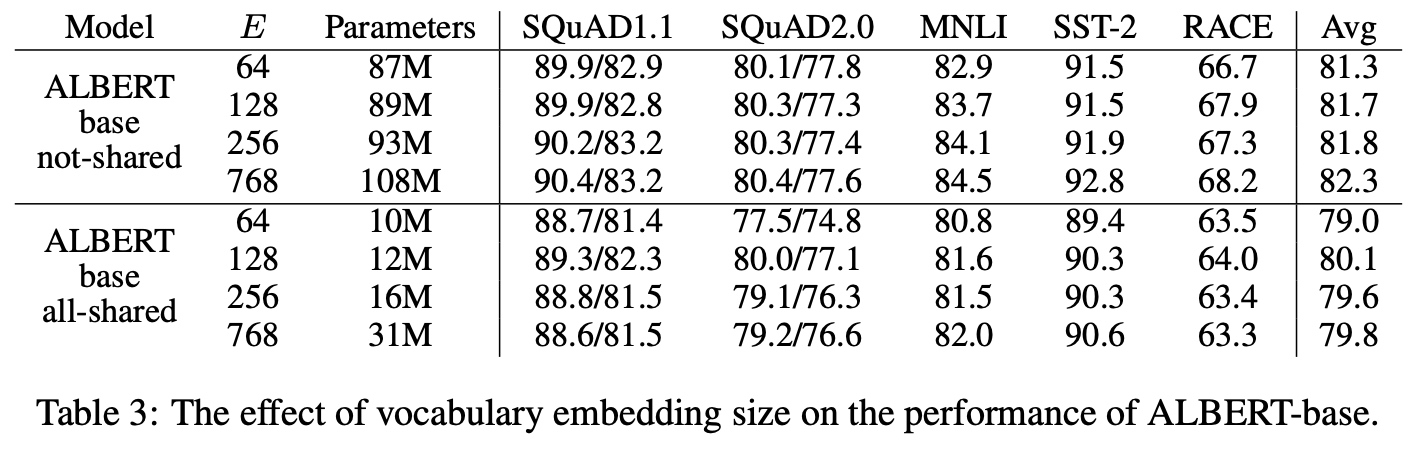 Model E Parameters SQuAD1.1 SQuAD2.0 MNLI SST-2 RACE Avg
ALBERT base not-shared
64 87M 89.9/82.9 80.1/77.8 82.9 91.5 66.7 81.3
128 89M 89.9/82.8 80.3/77.3 83.7 91.5 67.9 81.7
256 93M 90.2/83.2 80.3/77.4 84.1 91.9 67.3 81.8
768 108M 90.4/83.2 80.4/77.6 84.5 92.8 68.2 82.3
ALBERT base all-shared
64 10M 88.7/81.4 77.5/74.8 80.8 89.4 63.5 79.0
128 12M 89.3/82.3 80.0/77.1 81.6 90.3 64.0 80.1
256 16M 88.8/81.5 79.1/76.3 81.5 90.3 63.4 79.6
768 31M 88.6/81.5 79.2/76.6 82.0 90.6 63.3 79.8
Table 3: The effect of vocabulary embedding size on the performance of ALBERT-base.